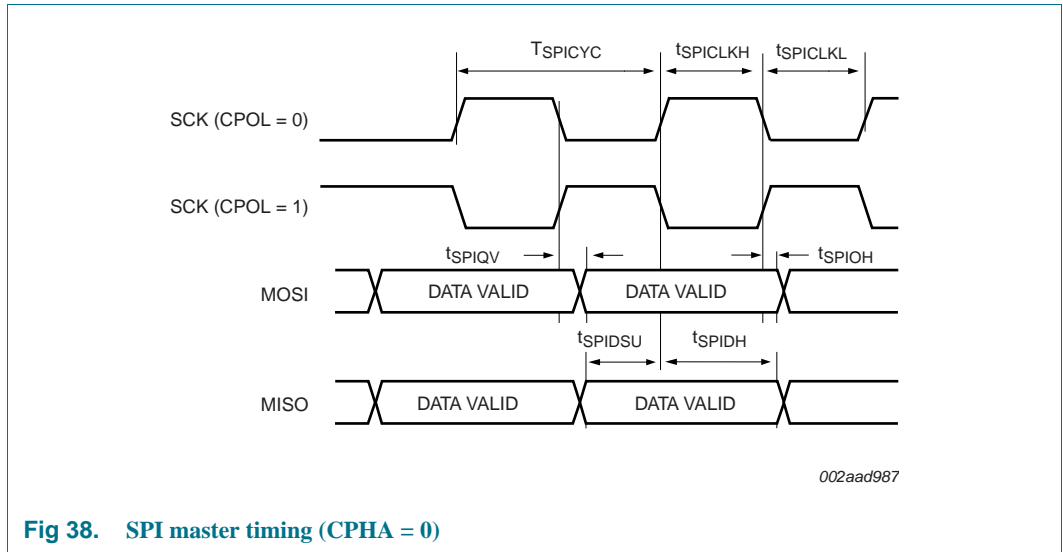 TSPICYC tSPICLKH tSPICLKL
SCK (CPOL = 0)
SCK (CPOL = 1)
tSPIQV tSPIOH
MOSI DATA VALID DATA VALID
tSPIDSU tSPIDH
MISO DATA VALID DATA VALID
002aad987
Fig 38. SPI master timing (CPHA = 0)